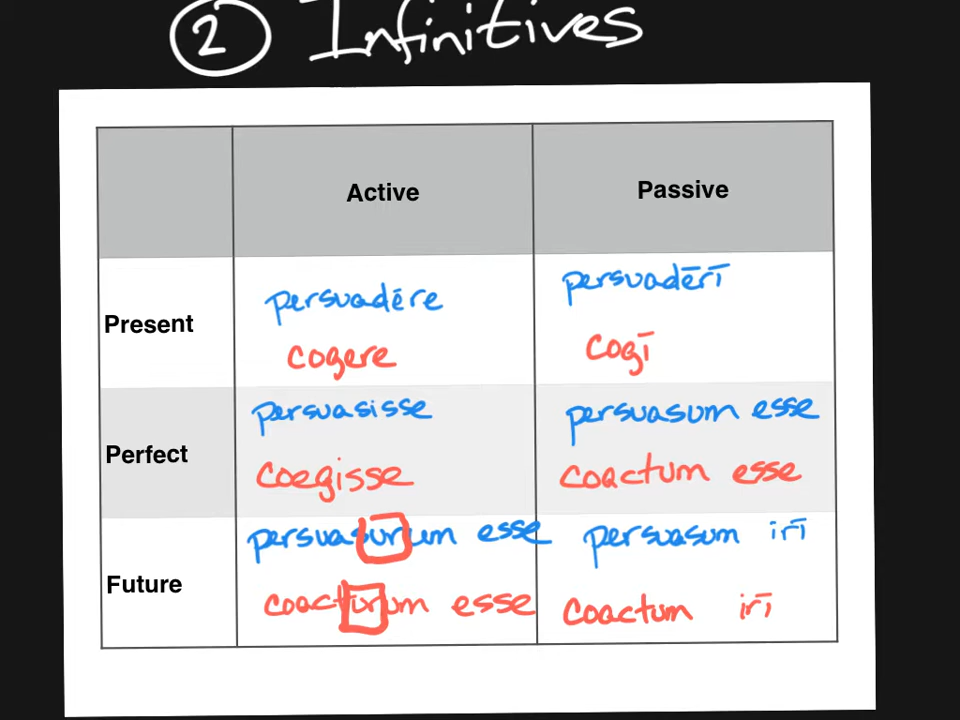 ② Infinitives
Active Passive
Present persuadēre persuadērī
cogere cogī
Perfect persuasisse persuasum esse
coegisse coactum esse
Future persuasurum esse persuasum irī
coacturum esse coactum irī